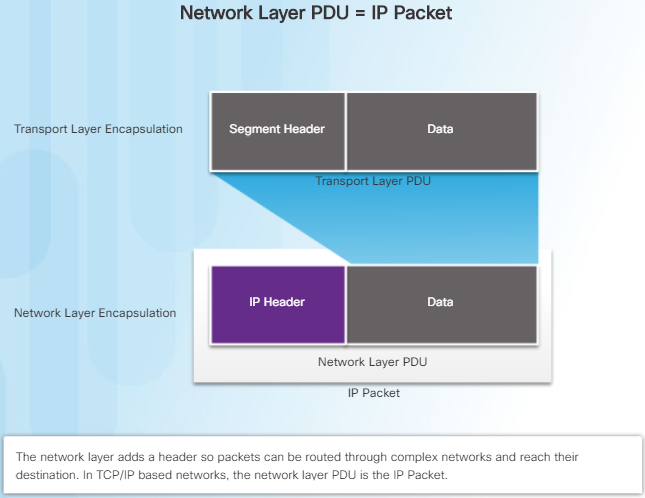 Network Layer PDU = IP Packet
Transport Layer Encapsulation
Segment Header
Data
Transport Layer PDU
Network Layer Encapsulation
IP Header
Data
Network Layer PDU
IP Packet
The network layer adds a header so packets can be routed through complex networks and reach their
destination. In TCP/IP based networks, the network layer PDU is the IP Packet.